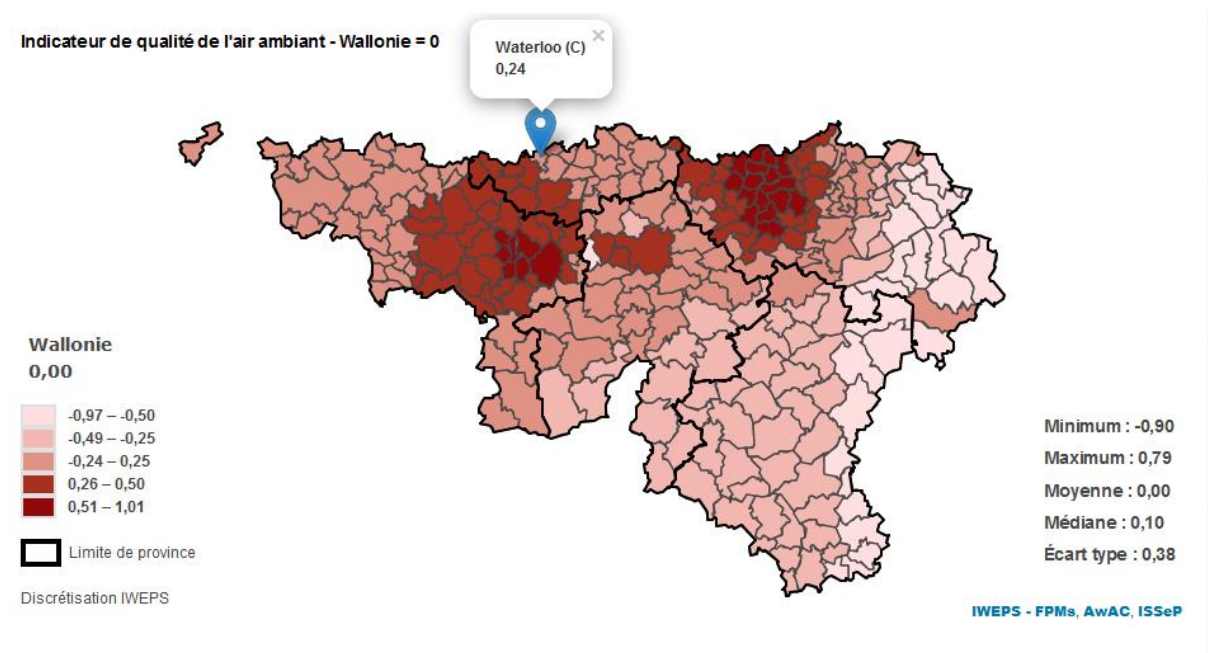 Indicateur de qualité de l'air ambiant - Wallonie = 0
Waterloo (C)
0,24
×
Wallonie
0,00
-0,97 – -0,50
-0,49 – -0,25
-0,24 – 0,25
0,26 – 0,50
0,51 – 1,01
Limite de province
Discrétisation IWEPS
Minimum : -0,90
Maximum : 0,79
Moyenne : 0,00
Médiane : 0,10
Écart type : 0,38
IWEPS - FPMs, AwAC, ISSeP